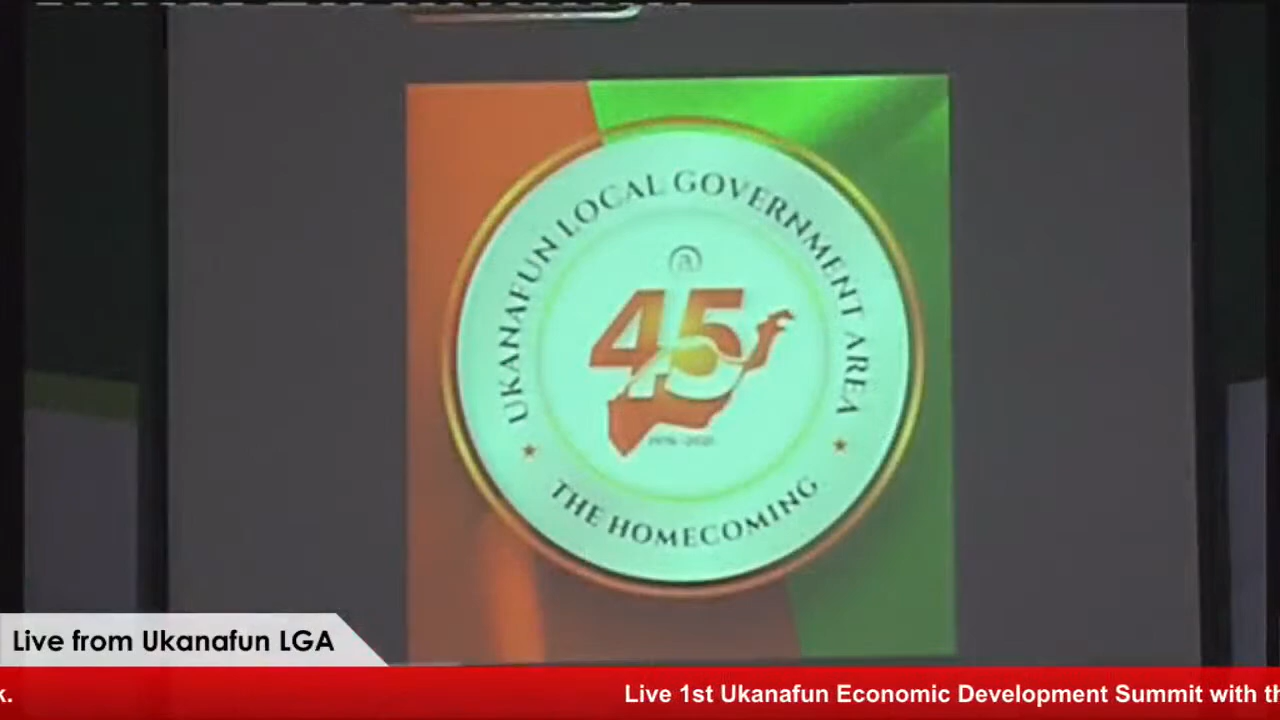 UKANAFUN LOCAL GOVERNMENT AREA
@
45
THE HOMECOMING
Live from Ukanafun LGA
k.
Live 1st Ukanafun Economic Development Summit with th